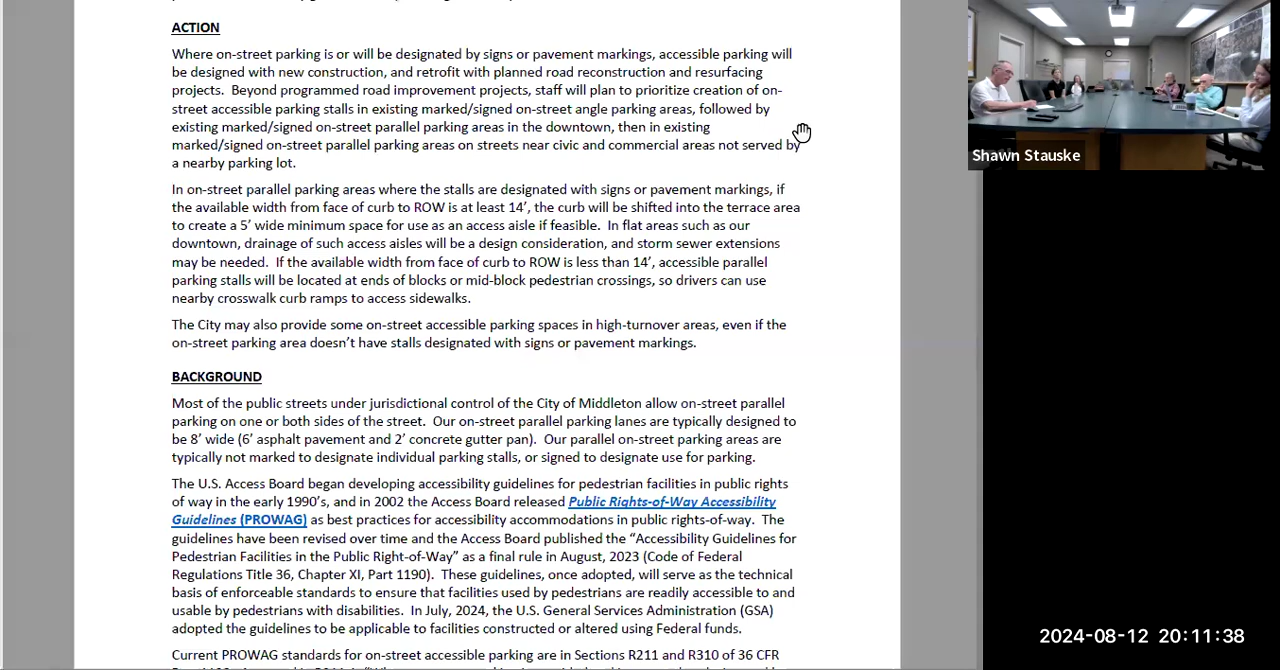 ACTION
Where on-street parking is or will be designated by signs or pavement markings, accessible parking will
be designed with new construction, and retrofit with planned road reconstruction and resurfacing
projects.  Beyond programmed road improvement projects, staff will plan to prioritize creation of on-
street accessible parking stalls in existing marked/signed on-street angle parking areas, followed by
existing marked/signed on-street parallel parking areas in the downtown, then in existing
marked/signed on-street parallel parking areas on streets near civic and commercial areas not served by
a nearby parking lot.
In on-street parallel parking areas where the stalls are designated with signs or pavement markings, if
the available width from face of curb to ROW is at least 14’, the curb will be shifted into the terrace area
to create a 5’ wide minimum space for use as an access aisle if feasible.  In flat areas such as our
downtown, drainage of such access aisles will be a design consideration, and storm sewer extensions
may be needed.  If the available width from face of curb to ROW is less than 14’, accessible parallel
parking stalls will be located at ends of blocks or mid-block pedestrian crossings, so drivers can use
nearby crosswalk curb ramps to access sidewalks.
The City may also provide some on-street accessible parking spaces in high-turnover areas, even if the
on-street parking area doesn’t have stalls designated with signs or pavement markings.
BACKGROUND
Most of the public streets under jurisdictional control of the City of Middleton allow on-street parallel
parking on one or both sides of the street.  Our on-street parallel parking lanes are typically designed to
be 8’ wide (6’ asphalt pavement and 2’ concrete gutter pan).  Our parallel on-street parking areas are
typically not marked to designate individual parking stalls, or signed to designate use for parking.
The U.S. Access Board began developing accessibility guidelines for pedestrian facilities in public rights
of way in the early 1990’s, and in 2002 the Access Board released Public Rights-of-Way Accessibility
Guidelines (PROWAG) as best practices for accessibility accommodations in public rights-of-way.  The
guidelines have been revised over time and the Access Board published the “Accessibility Guidelines for
Pedestrian Facilities in the Public Right-of-Way” as a final rule in August, 2023 (Code of Federal
Regulations Title 36, Chapter XI, Part 1190).  These guidelines, once adopted, will serve as the technical
basis of enforceable standards to ensure that facilities used by pedestrians are readily accessible to and
usable by pedestrians with disabilities.  In July, 2024, the U.S. General Services Administration (GSA)
adopted the guidelines to be applicable to facilities constructed or altered using Federal funds.
Current PROWAG standards for on-street accessible parking are in Sections R211 and R310 of 36 CFR
Shawn Stauske
2024-08-12 20:11:38